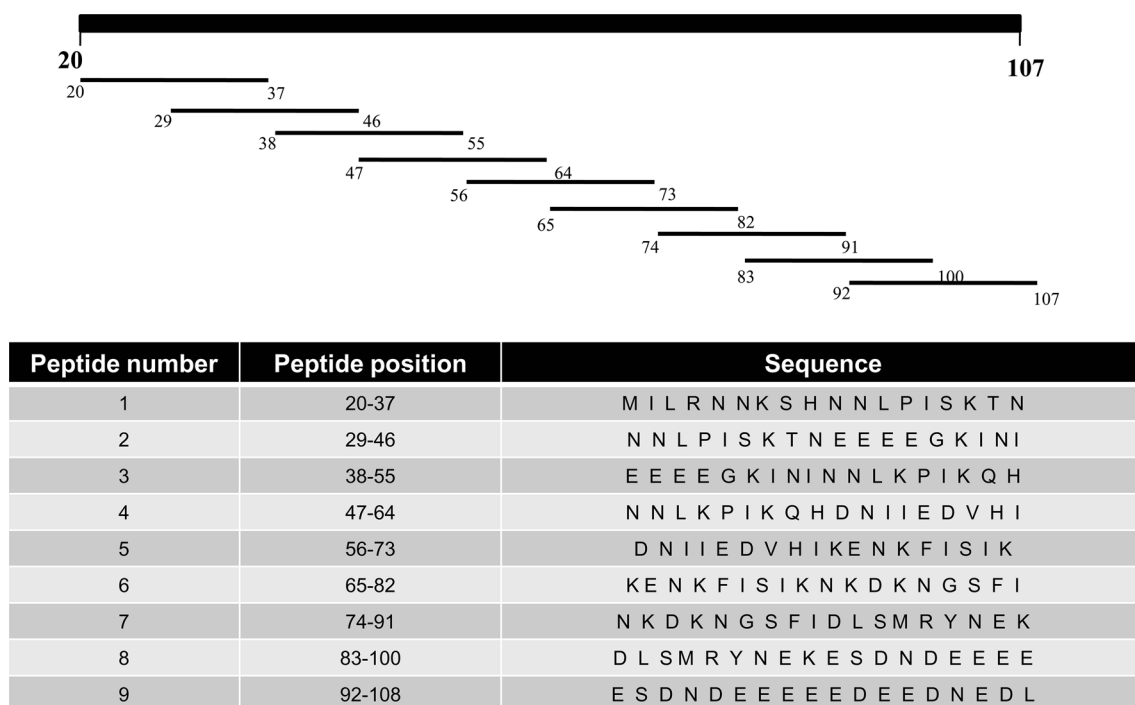 20
107
20
37
29
46
38
55
47
64
56
73
65
82
74
91
83
100
92
107
Peptide number Peptide position Sequence
1 20-37 M I L R N N K S H N N L P I S K T N
2 29-46 N N L P I S K T N E E E E G K I N I
3 38-55 E E E E G K I N I N N L K P I K Q H
4 47-64 N N L K P I K Q H D N I I E D V H I
5 56-73 D N I I E D V H I K E N K F I S I K
6 65-82 K E N K F I S I K N K D K N G S F I
7 74-91 N K D K N G S F I D L S M R Y N E K
8 83-100 D L S M R Y N E K E S D N D E E E E
9 92-108 E S D N D E E E E E D E E D N E D L